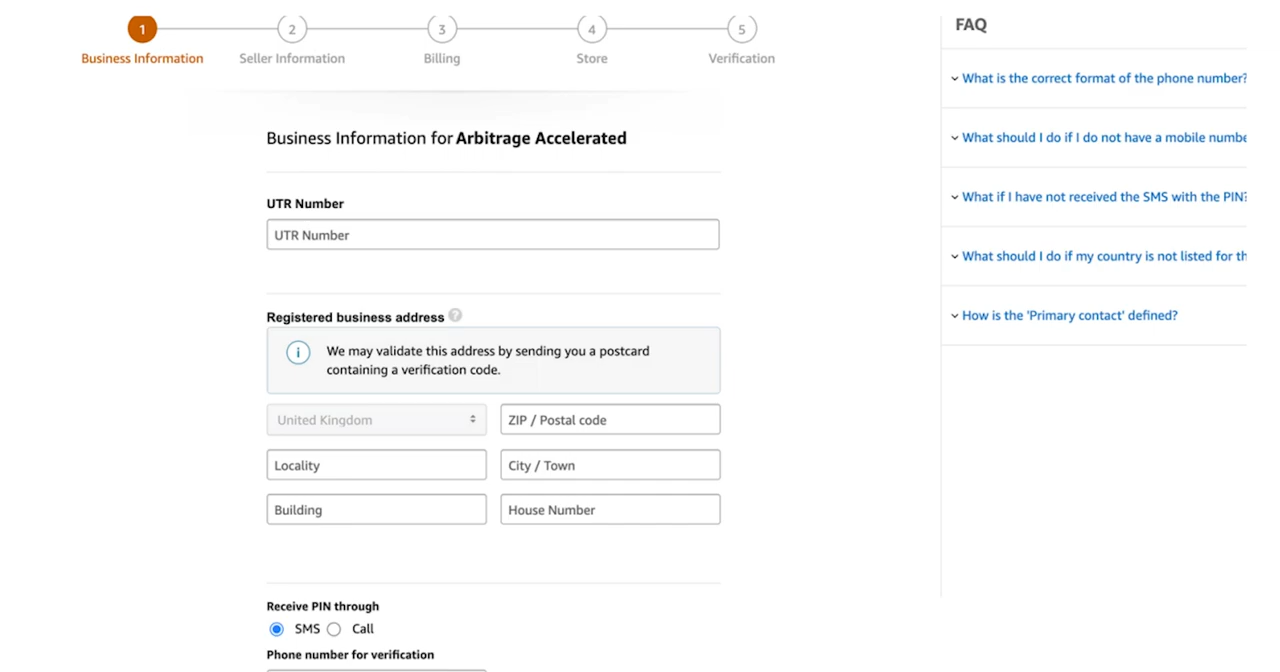 1
2
3
4
5
Business Information
Seller Information
Billing
Store
Verification
Business Information for Arbitrage Accelerated
UTR Number
UTR Number
Registered business address ?
i
We may validate this address by sending you a postcard
containing a verification code.
United Kingdom
ZIP / Postal code
Locality
City / Town
Building
House Number
Receive PIN through
SMS
Call
Phone number for verification
FAQ
What is the correct format of the phone number?
What should I do if I do not have a mobile numbe
What if I have not received the SMS with the PIN?
What should I do if my country is not listed for th
How is the 'Primary contact' defined?